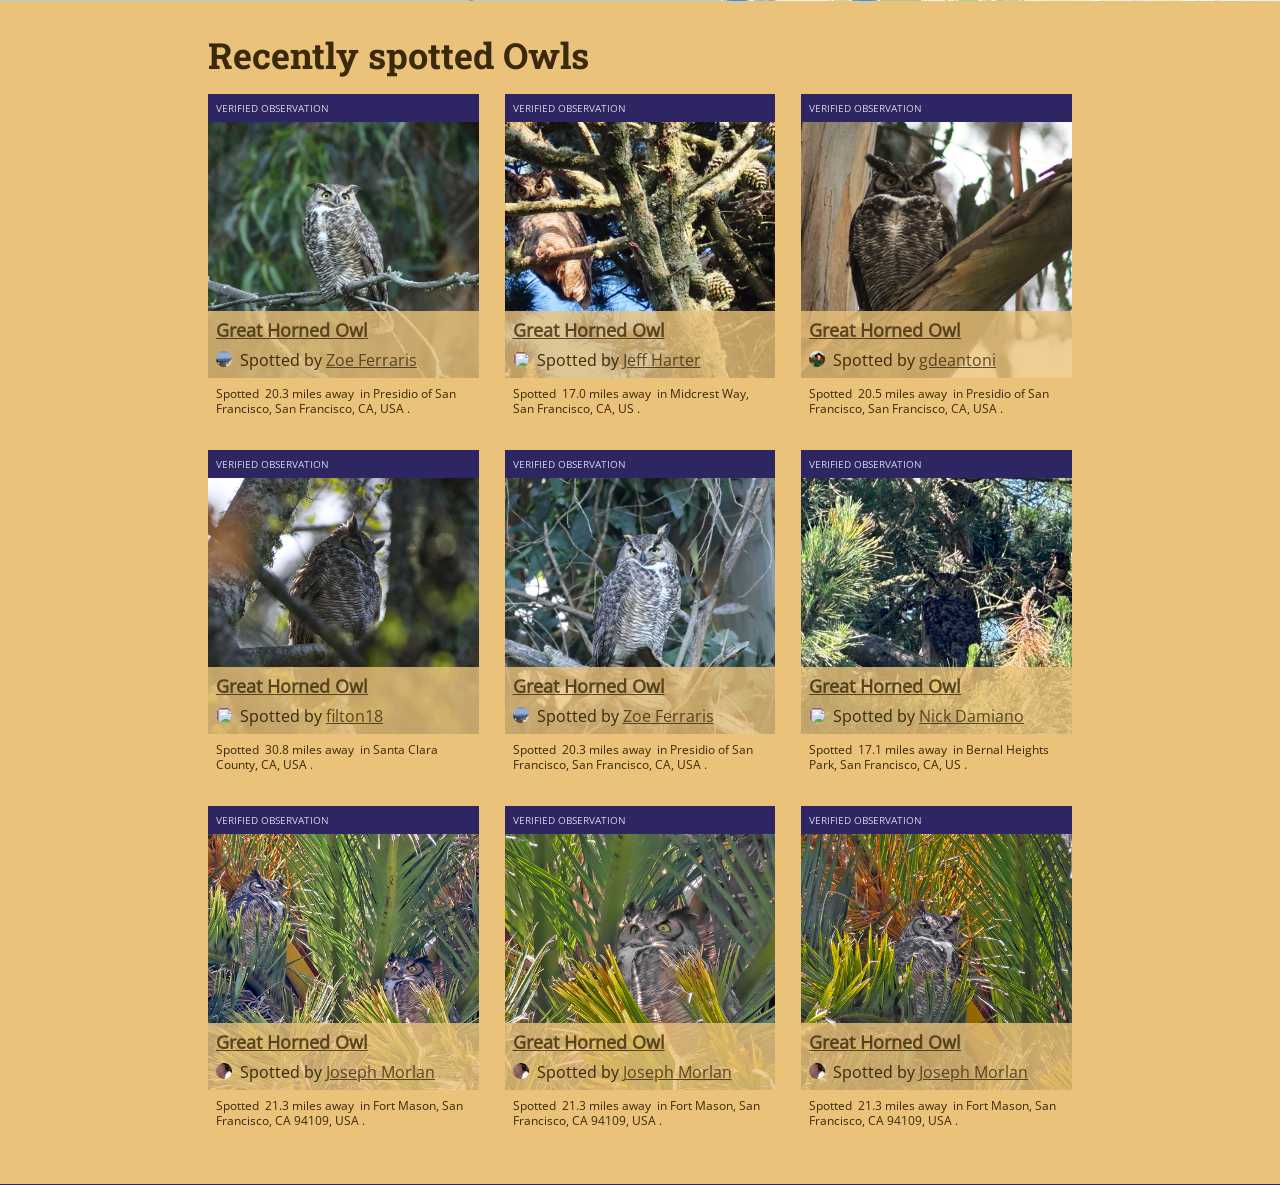 Recently spotted Owls
VERIFIED OBSERVATION
Great Horned Owl
Spotted by Zoe Ferraris
Spotted 20.3 miles away in Presidio of San
Francisco, San Francisco, CA, USA .
VERIFIED OBSERVATION
Great Horned Owl
Spotted by Jeff Harter
Spotted 17.0 miles away in Midcrest Way,
San Francisco, CA, US .
VERIFIED OBSERVATION
Great Horned Owl
Spotted by gdeantoni
Spotted 20.5 miles away in Presidio of San
Francisco, San Francisco, CA, USA .
VERIFIED OBSERVATION
Great Horned Owl
Spotted by filton18
Spotted 30.8 miles away in Santa Clara
County, CA, USA .
VERIFIED OBSERVATION
Great Horned Owl
Spotted by Zoe Ferraris
Spotted 20.3 miles away in Presidio of San
Francisco, San Francisco, CA, USA .
VERIFIED OBSERVATION
Great Horned Owl
Spotted by Nick Damiano
Spotted 17.1 miles away in Bernal Heights
Park, San Francisco, CA, US .
VERIFIED OBSERVATION
Great Horned Owl
Spotted by Joseph Morlan
Spotted 21.3 miles away in Fort Mason, San
Francisco, CA 94109, USA .
VERIFIED OBSERVATION
Great Horned Owl
Spotted by Joseph Morlan
Spotted 21.3 miles away in Fort Mason, San
Francisco, CA 94109, USA .
VERIFIED OBSERVATION
Great Horned Owl
Spotted by Joseph Morlan
Spotted 21.3 miles away in Fort Mason, San
Francisco, CA 94109, USA .